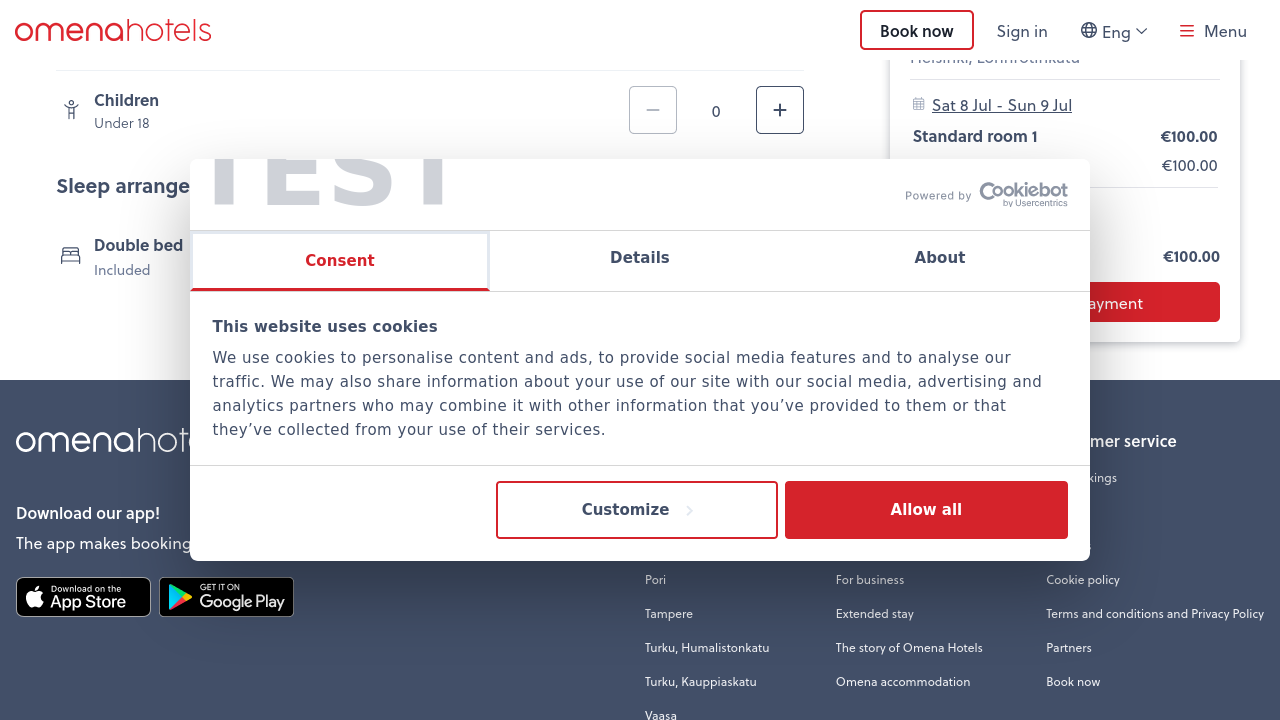 omenahotels
Book now
Sign in
Eng
Menu
Children
Under 18
0
Sat 8 Jul - Sun 9 Jul
Standard room 1
€100.00
€100.00
Sleep arrange
TEST
Powered by
Cookiebot
by Usercentrics
Consent
Details
About
Double bed
Included
€100.00
ayment
This website uses cookies
We use cookies to personalise content and ads, to provide social media features and to analyse our
traffic. We may also share information about your use of our site with our social media, advertising and
analytics partners who may combine it with other information that you’ve provided to them or that
they’ve collected from your use of their services.
Customize
Allow all
omenahote
mer service
kings
Download our app!
The app makes booking
Download on the
App Store
GET IT ON
Google Play
Pori
For business
Cookie policy
Tampere
Extended stay
Terms and conditions and Privacy Policy
Turku, Humalistonkatu
The story of Omena Hotels
Partners
Turku, Kauppiaskatu
Omena accommodation
Book now
Vaasa